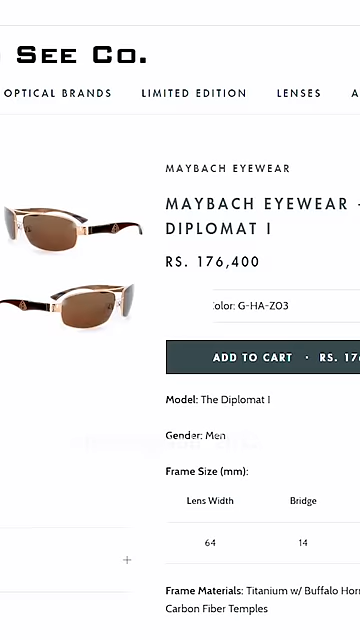 SEE CO.
OPTICAL BRANDS LIMITED EDITION LENSES A
MAYBACH EYEWEAR
MAYBACH EYEWEAR -
DIPLOMAT I
RS. 176,400
Color: G-HA-Z03
ADD TO CART · RS. 17
Model: The Diplomat I
Gender: Men
Frame Size (mm):
Lens Width Bridge
64 14
+
Frame Materials: Titanium w/ Buffalo Horn
Carbon Fiber Temples